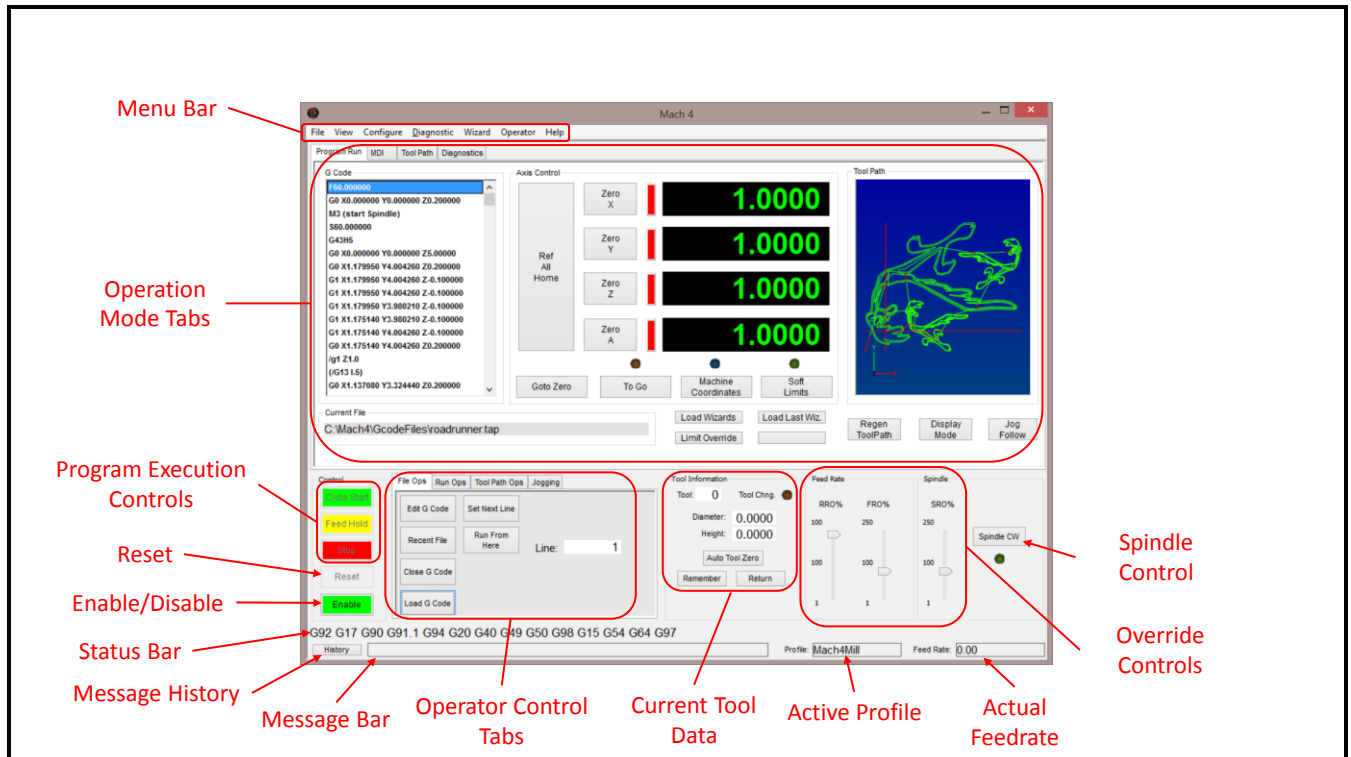 Mach 4
Menu Bar
File View Configure Diagnostic Wizard Operator Help
Program Run MDI Tool Path Diagnostics
G Code
F60.000000
G0 X0.000000 Y0.000000 Z0.200000
M3 (start Spindle)
S60.000000
G43H5
G0 X0.000000 Y0.000000 Z5.00000
G0 X1.179950 Y4.004260 Z0.200000
G1 X1.179950 Y4.004260 Z-0.100000
G1 X1.179950 Y4.004260 Z-0.100000
G1 X1.179950 Y3.980210 Z-0.100000
G1 X1.175140 Y3.980210 Z-0.100000
G1 X1.175140 Y4.004260 Z-0.100000
G0 X1.175140 Y4.004260 Z0.200000
/g1 Z1.0
(/G13 I.5)
G0 X1.137080 Y3.324440 Z0.200000
Axis Control
Ref
All
Home
Zero
X
1.0000
Zero
Y
1.0000
Zero
Z
1.0000
Zero
A
1.0000
Goto Zero
To Go
Machine
Coordinates
Soft
Limits
Tool Path
Y
Operation
Mode Tabs
Current File
C:\Mach4\GcodeFiles\roadrunner.tap
Load Wizards Load Last Wiz.
Limit Override
Regen
ToolPath
Display
Mode
Jog
Follow
Program Execution
Controls
Reset
Enable/Disable
Status Bar
Message History
Control
Cycle Start
Feed Hold
Stop
Reset
Enable
File Ops Run Ops Tool Path Ops Jogging
Edit G Code Set Next Line
Recent File
Run From
Here
Line: 1
Close G Code
Load G Code
Tool Information
Tool: 0 Tool Chng.
Diameter: 0.0000
Height: 0.0000
Auto Tool Zero
Remember Return
Feed Rate
RRO% FRO%
100 250
100 100
1 1
Spindle
SRO%
250
100
1
Spindle CW
Spindle
Control
Override
Controls
G92 G17 G90 G91.1 G94 G20 G40 G49 G50 G98 G15 G54 G64 G97
History
Profile: Mach4Mill
Feed Rate: 0.00
Message Bar
Operator Control
Tabs
Current Tool
Data
Active Profile
Actual
Feedrate